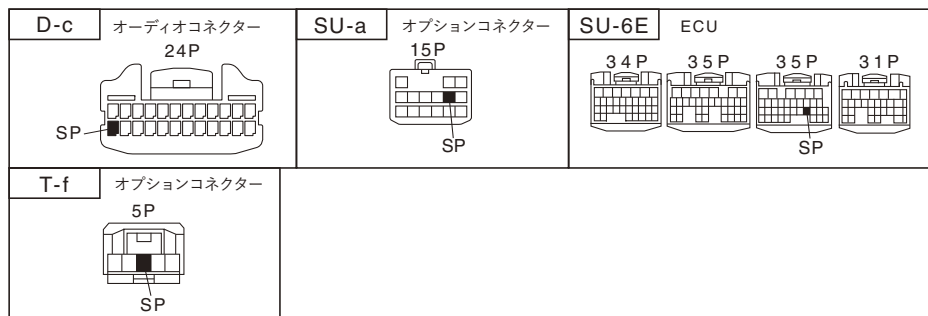 D-c オーディオコネクター
24P
SP
SU-a オプションコネクター
15P
SP
SU-6E ECU
34P 35P 35P 31P
SP
T-f オプションコネクター
5P
SP